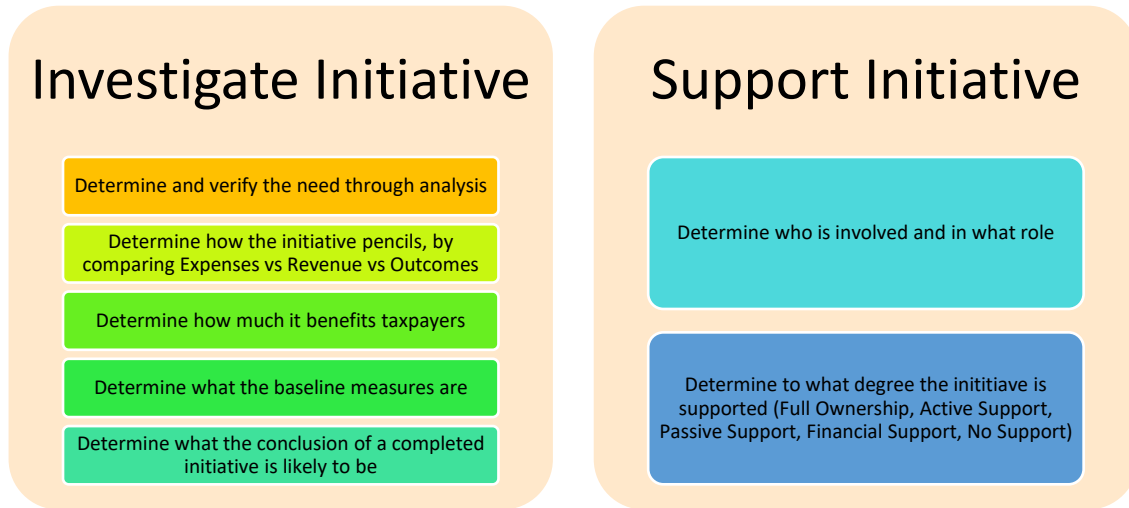 Investigate Initiative
Determine and verify the need through analysis
Determine how the initiative pencils, by
comparing Expenses vs Revenue vs Outcomes
Determine how much it benefits taxpayers
Determine what the baseline measures are
Determine what the conclusion of a completed
initiative is likely to be
Support Initiative
Determine who is involved and in what role
Determine to what degree the inititiave is
supported (Full Ownership, Active Support,
Passive Support, Financial Support, No Support)